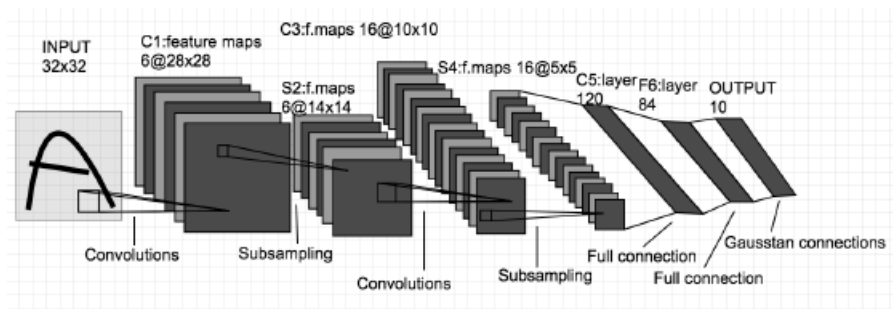 INPUT
32x32
C1:feature maps
6@28x28
C3:f.maps 16@10x10
S2:f.maps
6@14x14
S4:f.maps 16@5x5
C5:layer
120
F6:layer
84
OUTPUT
10
A
Convolutions
Subsampling
Convolutions
Subsampling
Full connection
Full connection
Gausstan connections